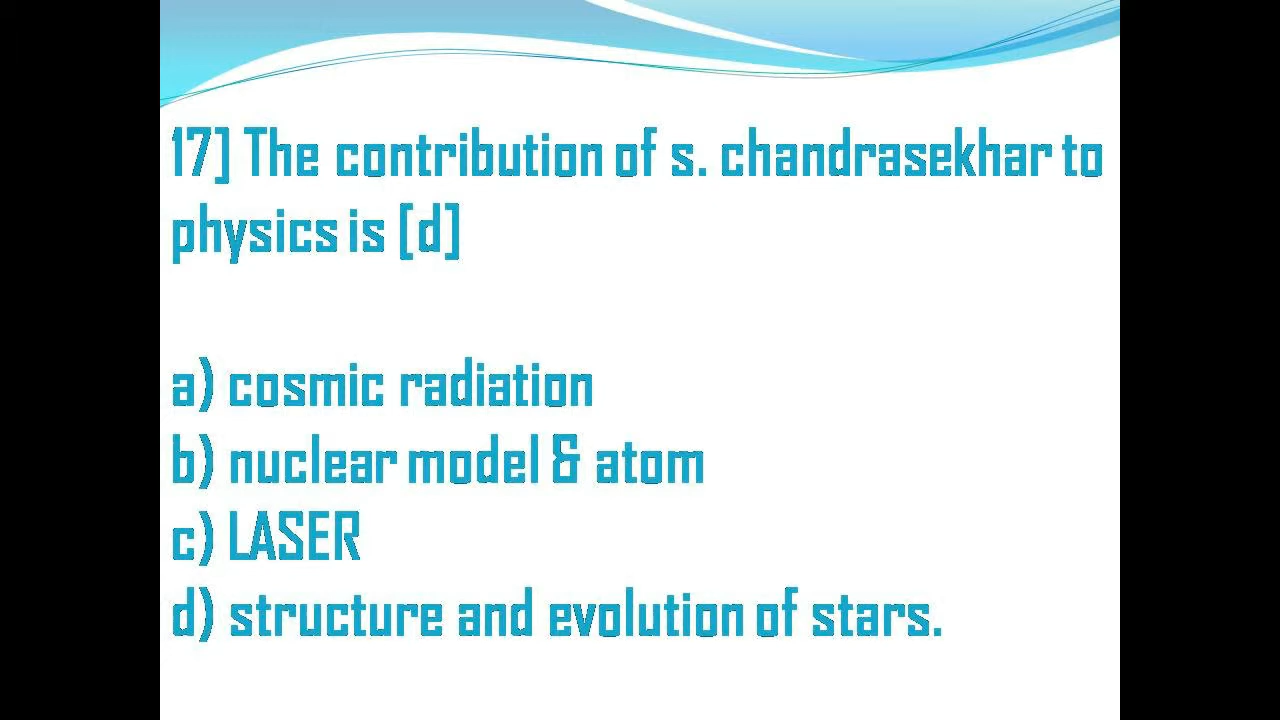 17] The contribution of s. chandrasekhar to
physics is [d]
a) cosmic radiation
b) nuclear model & atom
c) LASER
d) structure and evolution of stars.